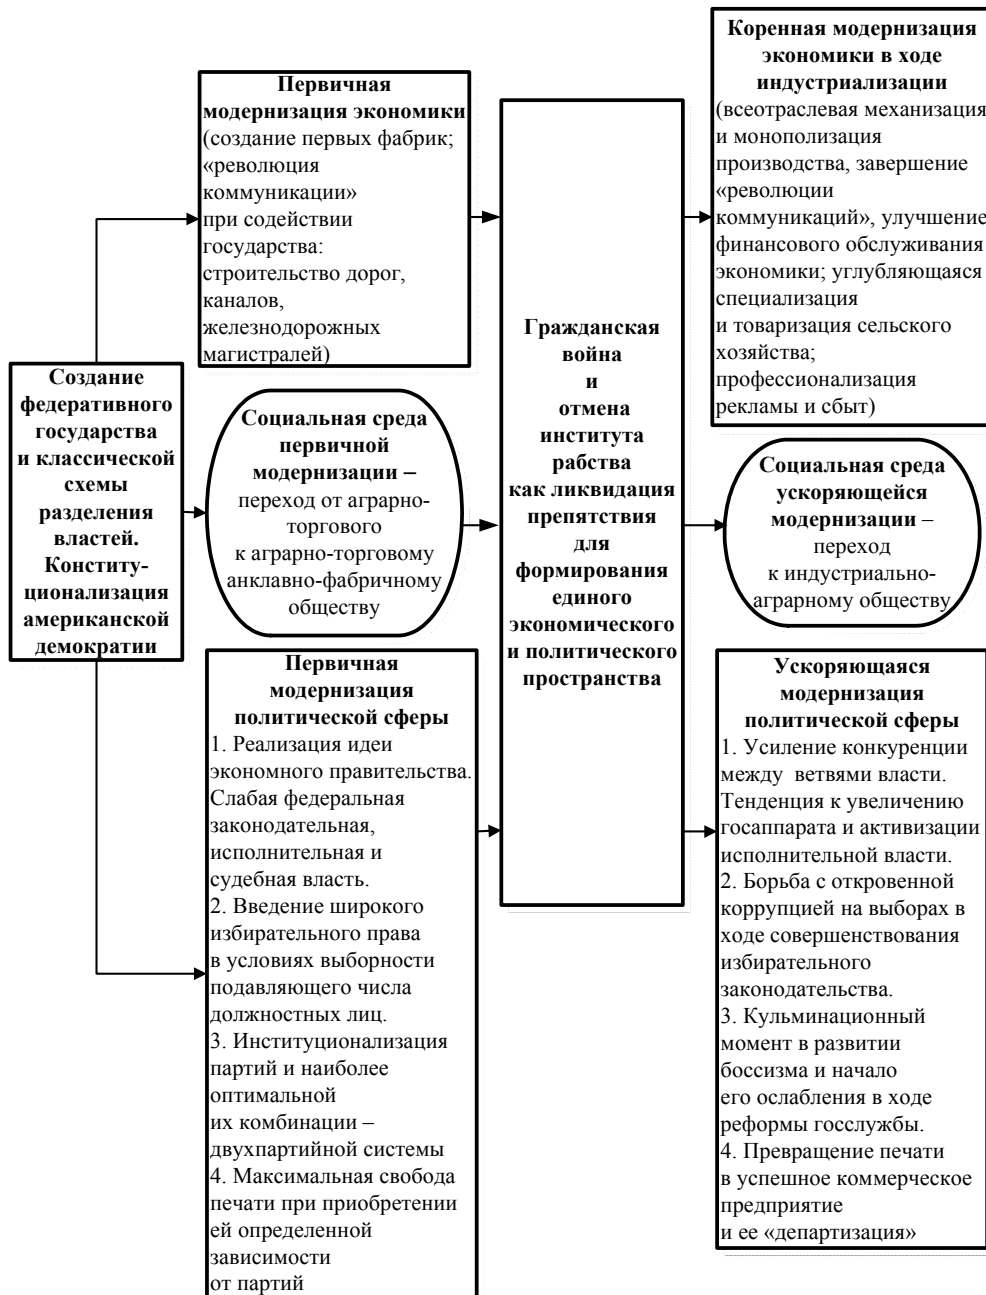 Создание
федеративного
государства
и классической
схемы
разделения
властей.
Конститу-
ционализация
американской
демократии
Первичная
модернизация экономики
(создание первых фабрик;
«революция
коммуникации»
при содействии
государства:
строительство дорог,
каналов,
железнодорожных
магистралей)
Социальная среда
первичной
модернизации –
переход от аграрно-
торгового
к аграрно-торговому
анклавно-фабричному
обществу
Первичная
модернизация
политической сферы
1. Реализация идеи
экономного правительства.
Слабая федеральная
законодательная,
исполнительная и
судебная власть.
2. Введение широкого
избирательного права
в условиях выборности
подавляющего числа
должностных лиц.
3. Институционализация
партий и наиболее
оптимальной
их комбинации –
двухпартийной системы
4. Максимальная свобода
печати при приобретении
ей определенной
зависимости
от партий
Гражданская
война
и
отмена
института
рабства
как ликвидация
препятствия
для
формирования
единого
экономического
и политического
пространства
Коренная модернизация
экономики в ходе
индустриализации
(всеотраслевая механизация
и монополизация
производства, завершение
«революции
коммуникаций», улучшение
финансового обслуживания
экономики; углубляющаяся
специализация
и товаризация сельского
хозяйства;
профессионализация
рекламы и сбыт)
Социальная среда
ускоряющейся
модернизации –
переход
к индустриально-
аграрному обществу
Ускоряющаяся
модернизация
политической сферы
1. Усиление конкуренции
между ветвями власти.
Тенденция к увеличению
госаппарата и активизации
исполнительной власти.
2. Борьба с откровенной
коррупцией на выборах в
ходе совершенствования
избирательного
законодательства.
3. Кульминационный
момент в развитии
боссизма и начало
его ослабления в ходе
реформы госслужбы.
4. Превращение печати
в успешное коммерческое
предприятие
и ее «департизация»